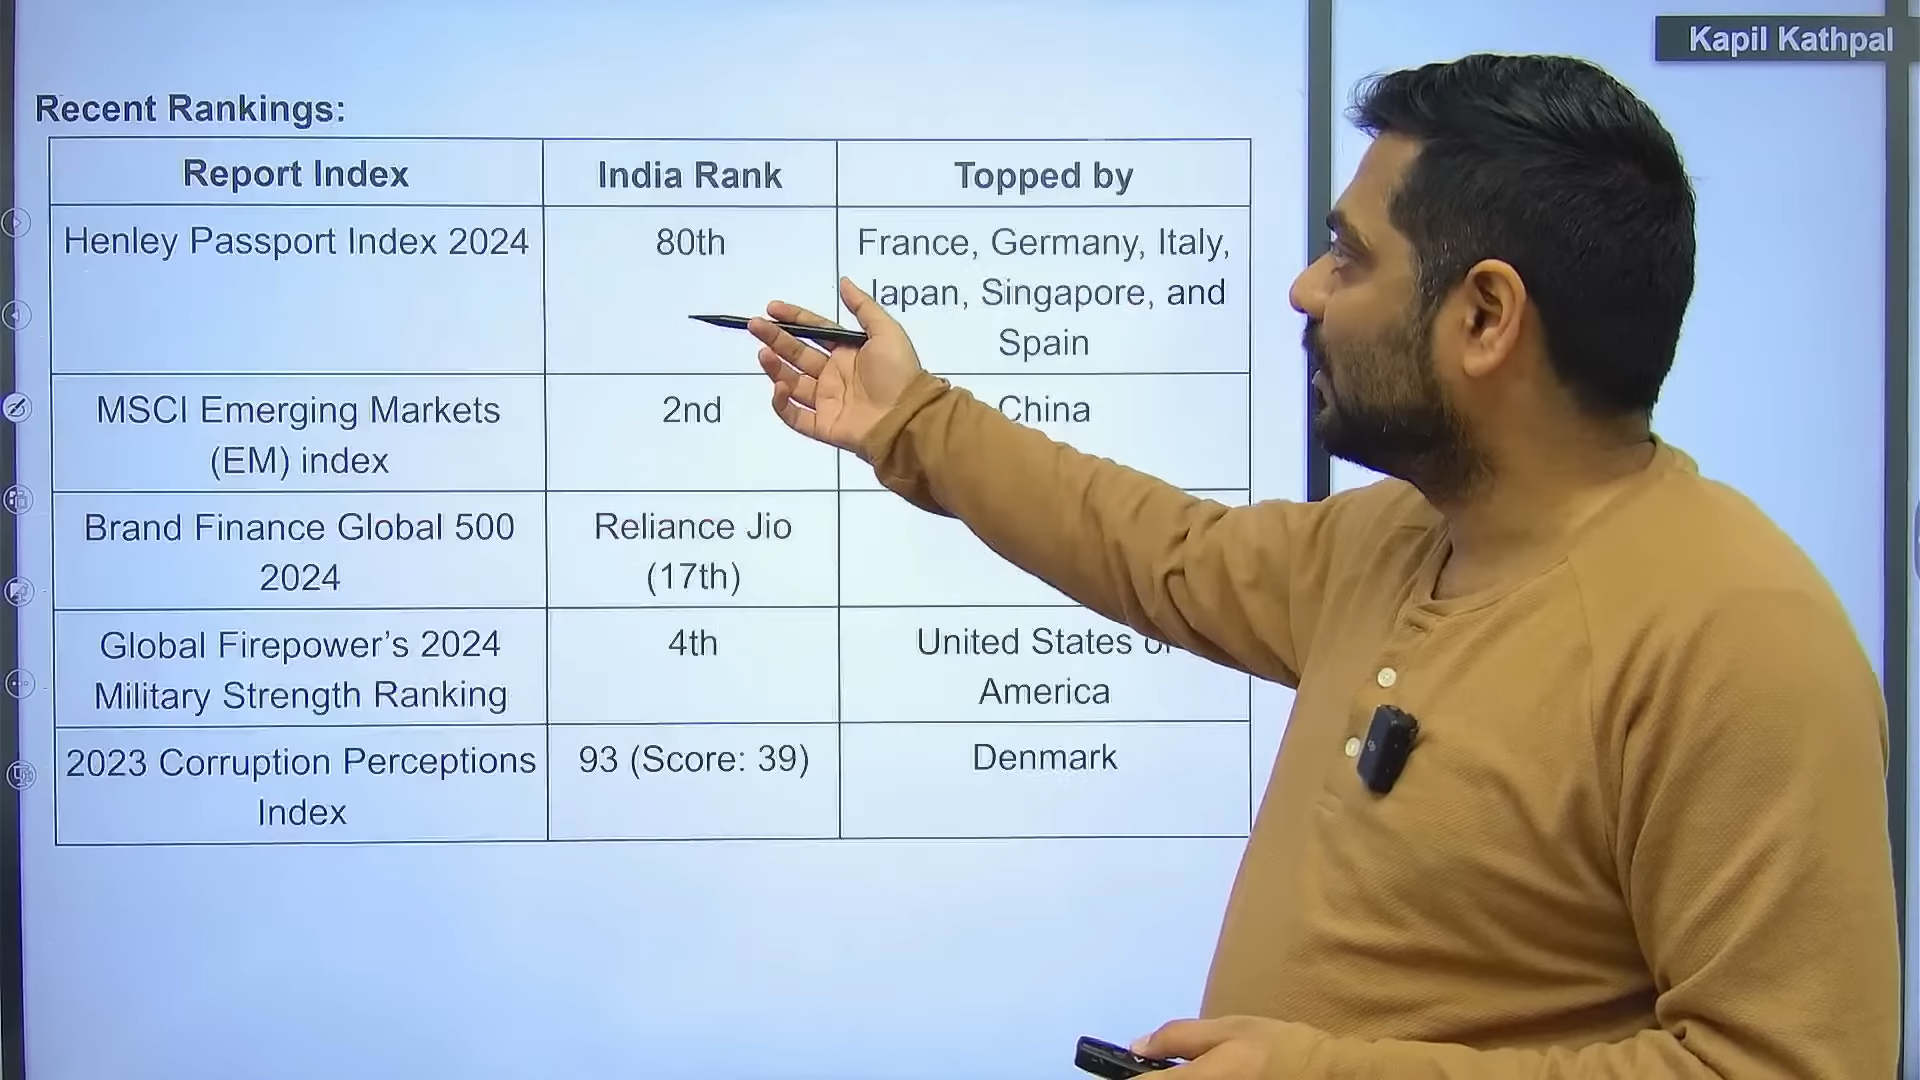 Kapil Kathpal
Recent Rankings:
Report Index India Rank Topped by
Henley Passport Index 2024 80th France, Germany, Italy,
Japan, Singapore, and
Spain
MSCI Emerging Markets 2nd China
(EM) index
Brand Finance Global 500 Reliance Jio
2024 (17th)
Global Firepower’s 2024 4th United States of
Military Strength Ranking America
2023 Corruption Perceptions 93 (Score: 39) Denmark
Index